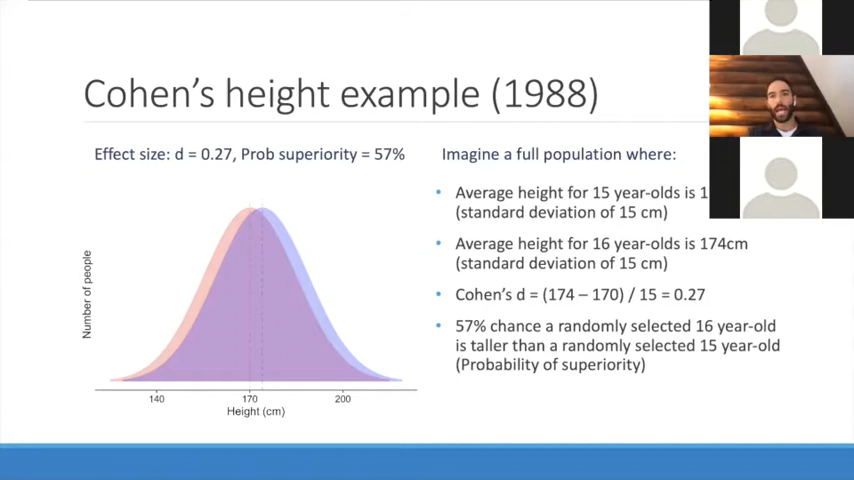 Cohen's height example (1988)
Effect size: d = 0.27, Prob superiority = 57%
Number of people
140
170
200
Height (cm)
Imagine a full population where:
• Average height for 15 year-olds is
(standard deviation of 15 cm)
• Average height for 16 year-olds is 174cm
(standard deviation of 15 cm)
• Cohen's d = (174 – 170) / 15 = 0.27
• 57% chance a randomly selected 16 year-old
is taller than a randomly selected 15 year-old
(Probability of superiority)